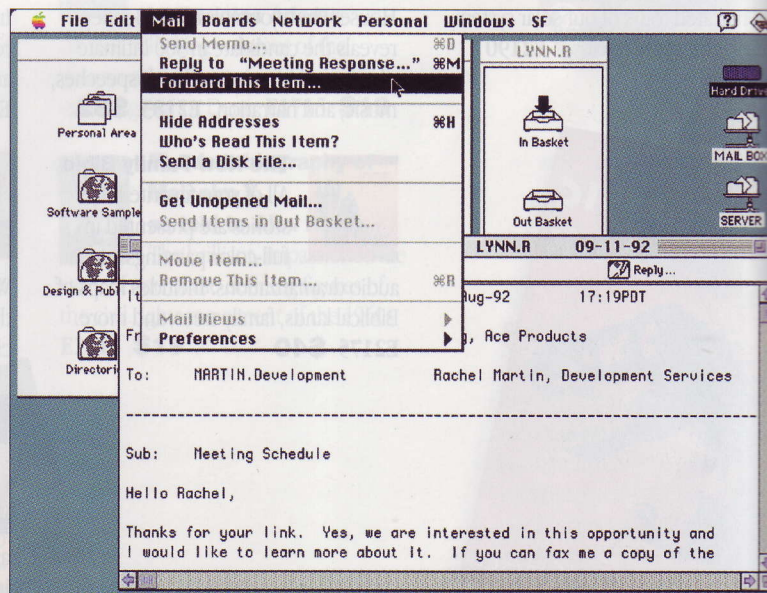 File Edit Mail Boards Network Personal Windows SF
Send Memo... ⌘D
Reply to "Meeting Response..." ⌘M
Forward This Item...
Hide Addresses ⌘H
Who's Read This Item?
Send a Disk File...
Get Unopened Mail...
Send Items in Out Basket...
Move Item...
Remove This Item... ⌘R
Mail Views
Preferences
Personal Area
Software Sample
Design & Publ
Directori
LYNN.R
In Basket
Out Basket
Hard Drive
MAIL BOX
SERVER
LYNN.R 09-11-92
Reply...
It ug-92 17:19PDT
Fr , Ace Products
To: MARTIN.Development Rachel Martin, Development Services
Sub: Meeting Schedule
Hello Rachel,
Thanks for your link. Yes, we are interested in this opportunity and
I would like to learn more about it. If you can fax me a copy of the